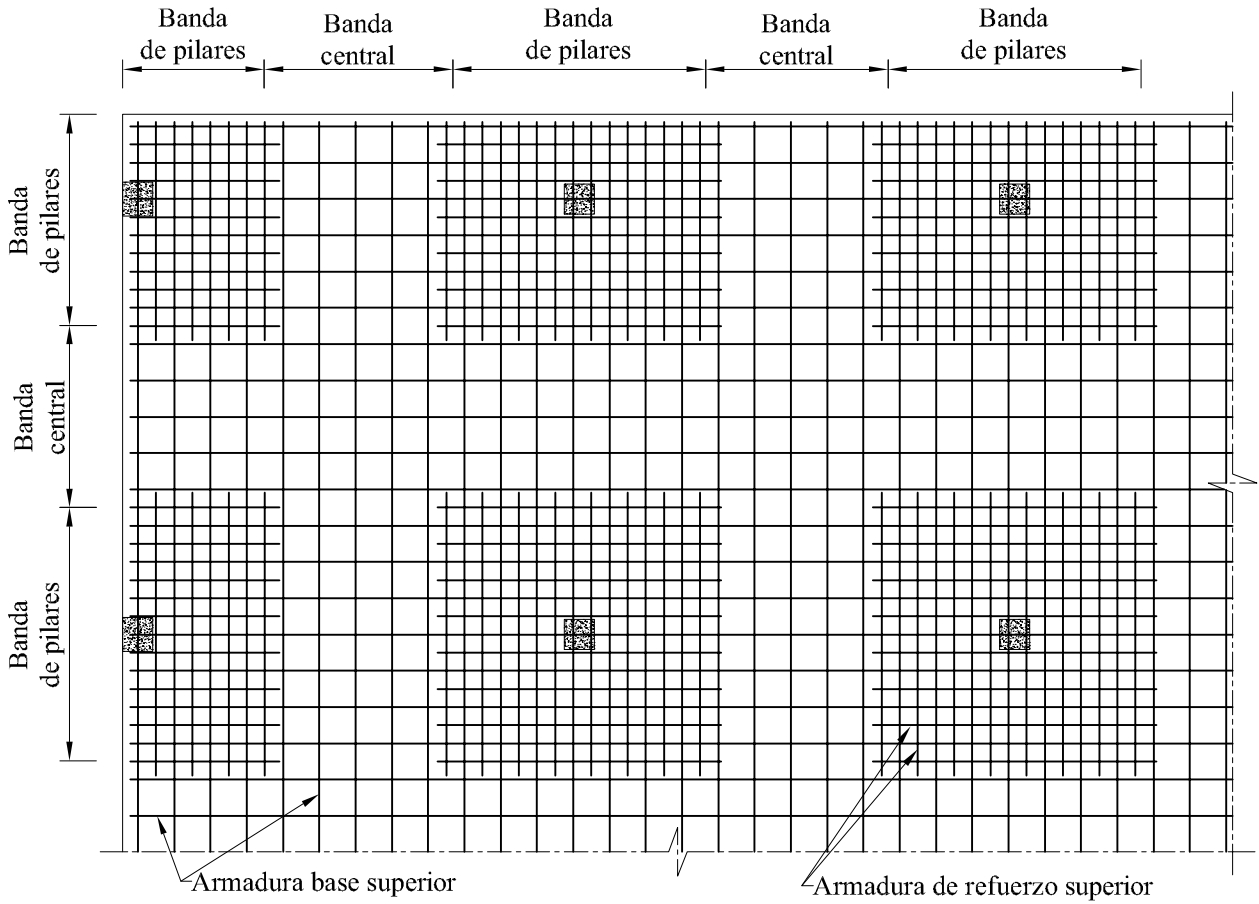 Banda
de pilares
Banda
central
Banda
de pilares
Banda
central
Banda
de pilares
Banda
de pilares
Banda
central
Banda
de pilares
Armadura base superior
Armadura de refuerzo superior